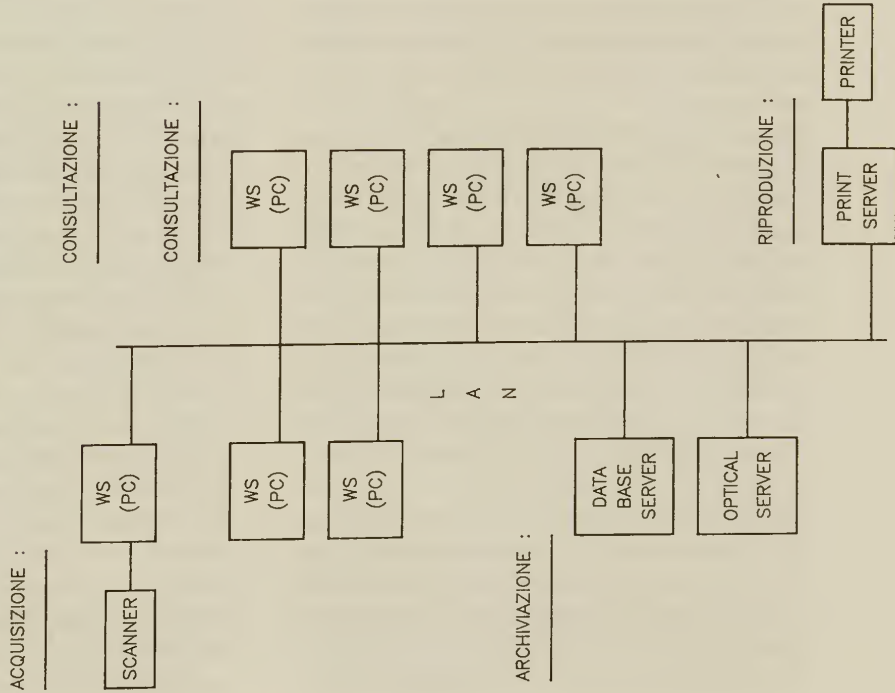 ACQUISIZIONE :
CONSULTAZIONE :
SCANNER
WS
(PC)
CONSULTAZIONE :
WS
(PC)
WS
(PC)
WS
(PC)
WS
(PC)
L
A
N
WS
(PC)
WS
(PC)
ARCHIVIAZIONE :
DATA
BASE
SERVER
OPTICAL
SERVER
RIPRODUZIONE :
PRINT
SERVER
PRINTER